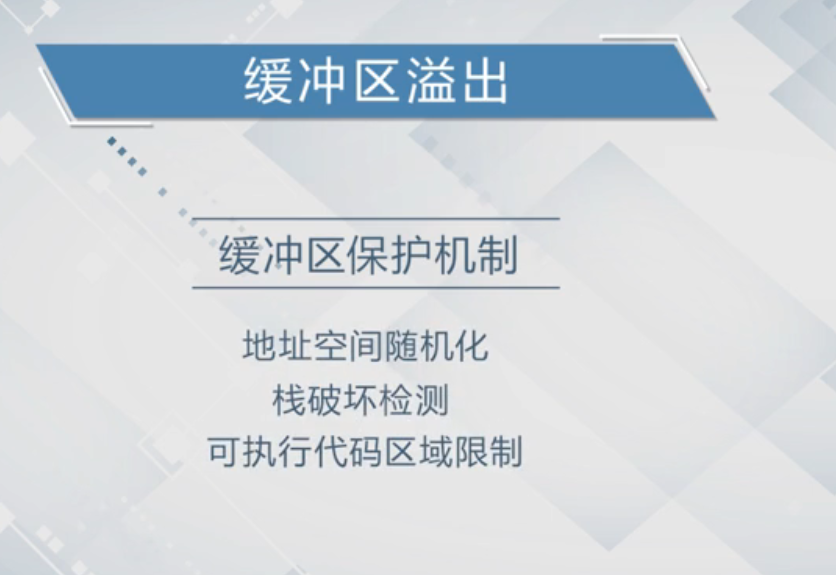 缓冲区溢出
缓冲区保护机制
地址空间随机化
栈破坏检测
可执行代码区域限制